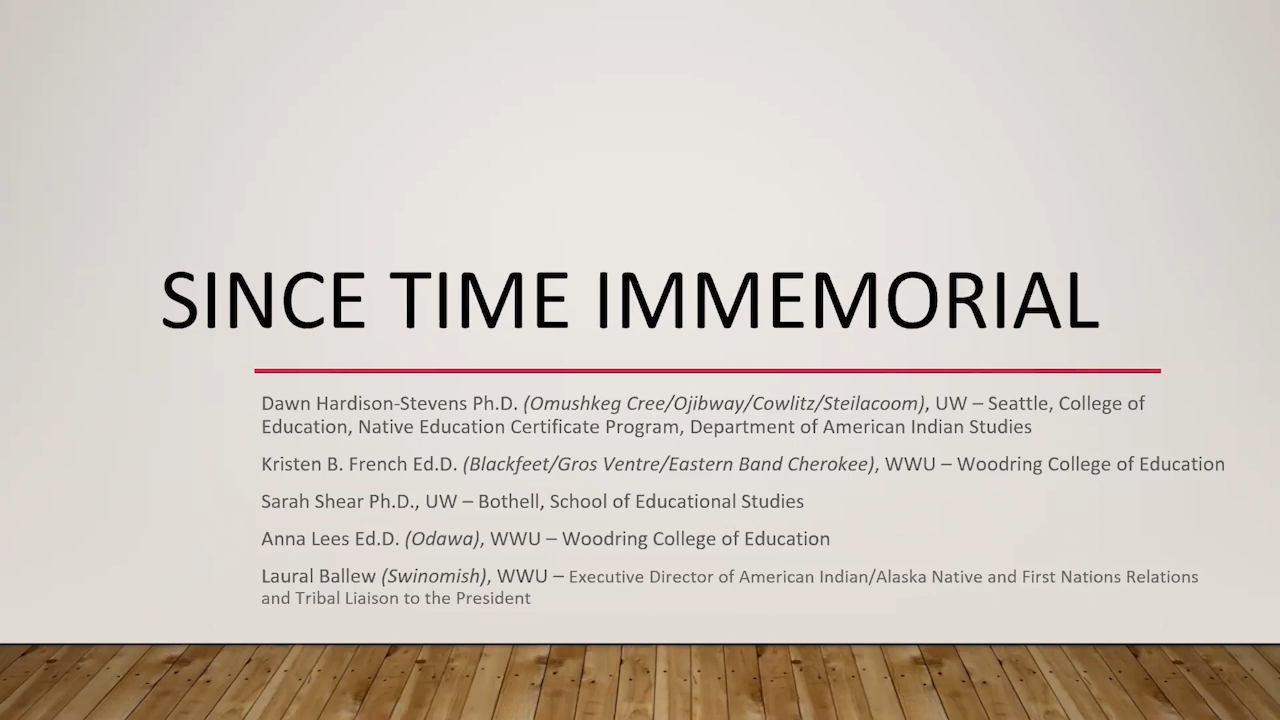 SINCE TIME IMMEMORIAL
Dawn Hardison-Stevens Ph.D. (Omushkeg Cree/Ojibway/Cowlitz/Steilacoom), UW – Seattle, College of
Education, Native Education Certificate Program, Department of American Indian Studies
Kristen B. French Ed.D. (Blackfeet/Gros Ventre/Eastern Band Cherokee), WWU – Woodring College of Education
Sarah Shear Ph.D., UW – Bothell, School of Educational Studies
Anna Lees Ed.D. (Odawa), WWU – Woodring College of Education
Laural Ballew (Swinomish), WWU – Executive Director of American Indian/Alaska Native and First Nations Relations
and Tribal Liaison to the President